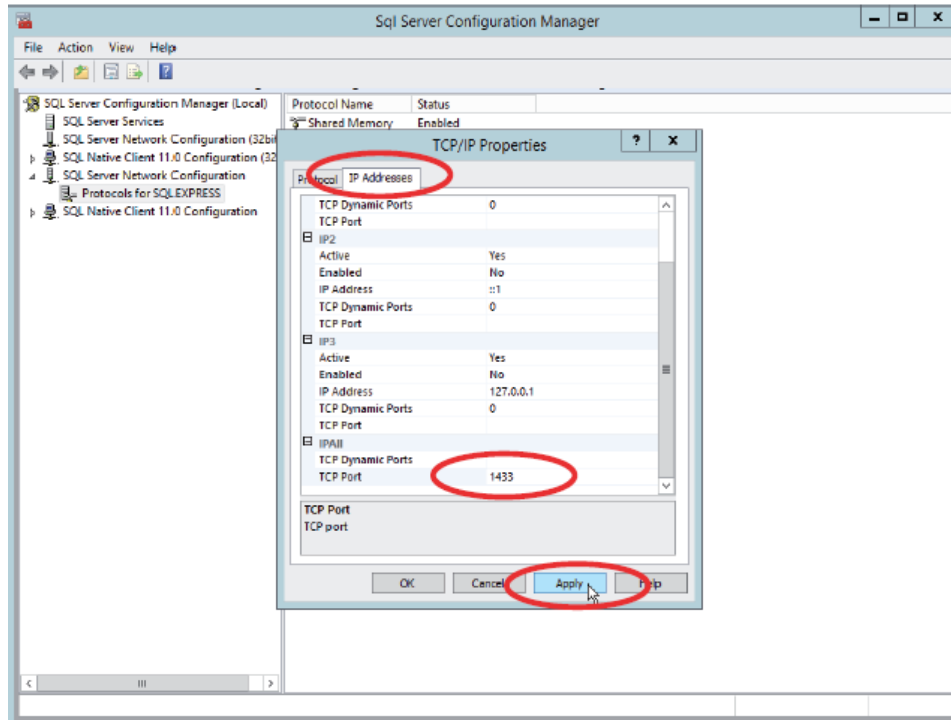 Sql Server Configuration Manager
File Action View Help
SQL Server Configuration Manager (Local)
SQL Server Services
SQL Server Network Configuration (32bit
SQL Native Client 11.0 Configuration (32
SQL Server Network Configuration
Protocols for SQLEXPRESS
SQL Native Client 11.0 Configuration
Protocol Name Status
Shared Memory Enabled
TCP/IP Properties
? x
Protocol IP Addresses
TCP Dynamic Ports 0
TCP Port
IP2
Active Yes
Enabled No
IP Address ::1
TCP Dynamic Ports 0
TCP Port
IP3
Active Yes
Enabled No
IP Address 127.0.0.1
TCP Dynamic Ports 0
TCP Port
IPAll
TCP Dynamic Ports
TCP Port 1433
TCP Port
TCP port
OK Cancel Apply Help